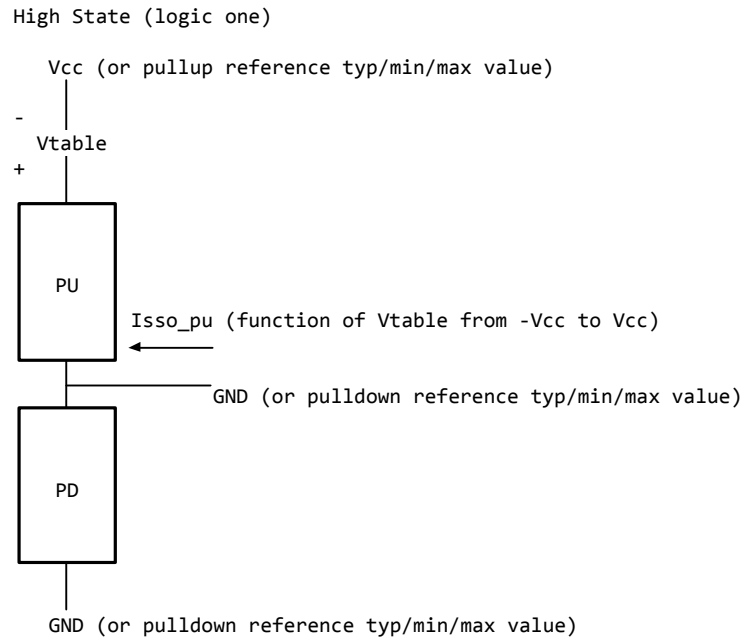 High State (logic one)
Vcc (or pullup reference typ/min/max value)
-
Vtable
+
PU
Isso_pu (function of Vtable from -Vcc to Vcc)
GND (or pulldown reference typ/min/max value)
PD
GND (or pulldown reference typ/min/max value)